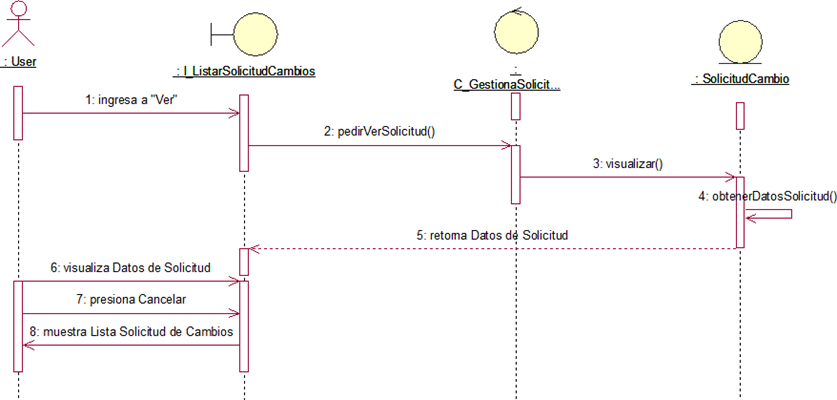 : User
: I_ListarSolicitudCambios
:
C_GestionaSolicit...
: SolicitudCambio
1: ingresa a "Ver"
2: pedirVerSolicitud()
3: visualizar()
4: obtenerDatosSolicitud()
5: retorna Datos de Solicitud
6: visualiza Datos de Solicitud
7: presiona Cancelar
8: muestra Lista Solicitud de Cambios